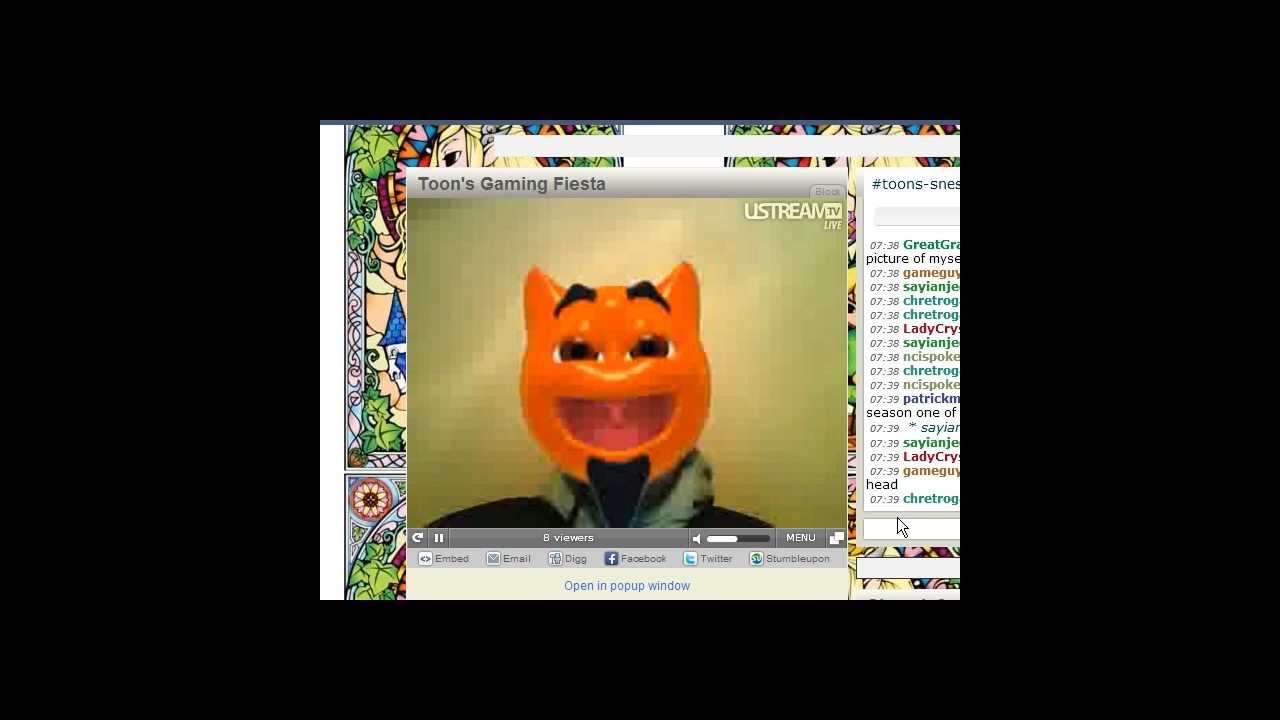 Toon's Gaming Fiesta
Block
USTREAM.TV
LIVE
8 viewers
MENU
Embed Email Digg Facebook Twitter Stumbleupon
Open in popup window
#toons-snes
07:38 GreatGra
picture of myse
07:38 gameguy
07:38 sayianje
07:38 chretrog
07:38 chretrog
07:38 LadyCrys
07:38 sayianje
07:38 ncispoke
07:38 chretrog
07:39 ncispoke
07:39 patrickm
season one of
07:39 * sayian
07:39 sayianje
07:39 LadyCrys
07:39 gameguy
head
07:39 chretrog